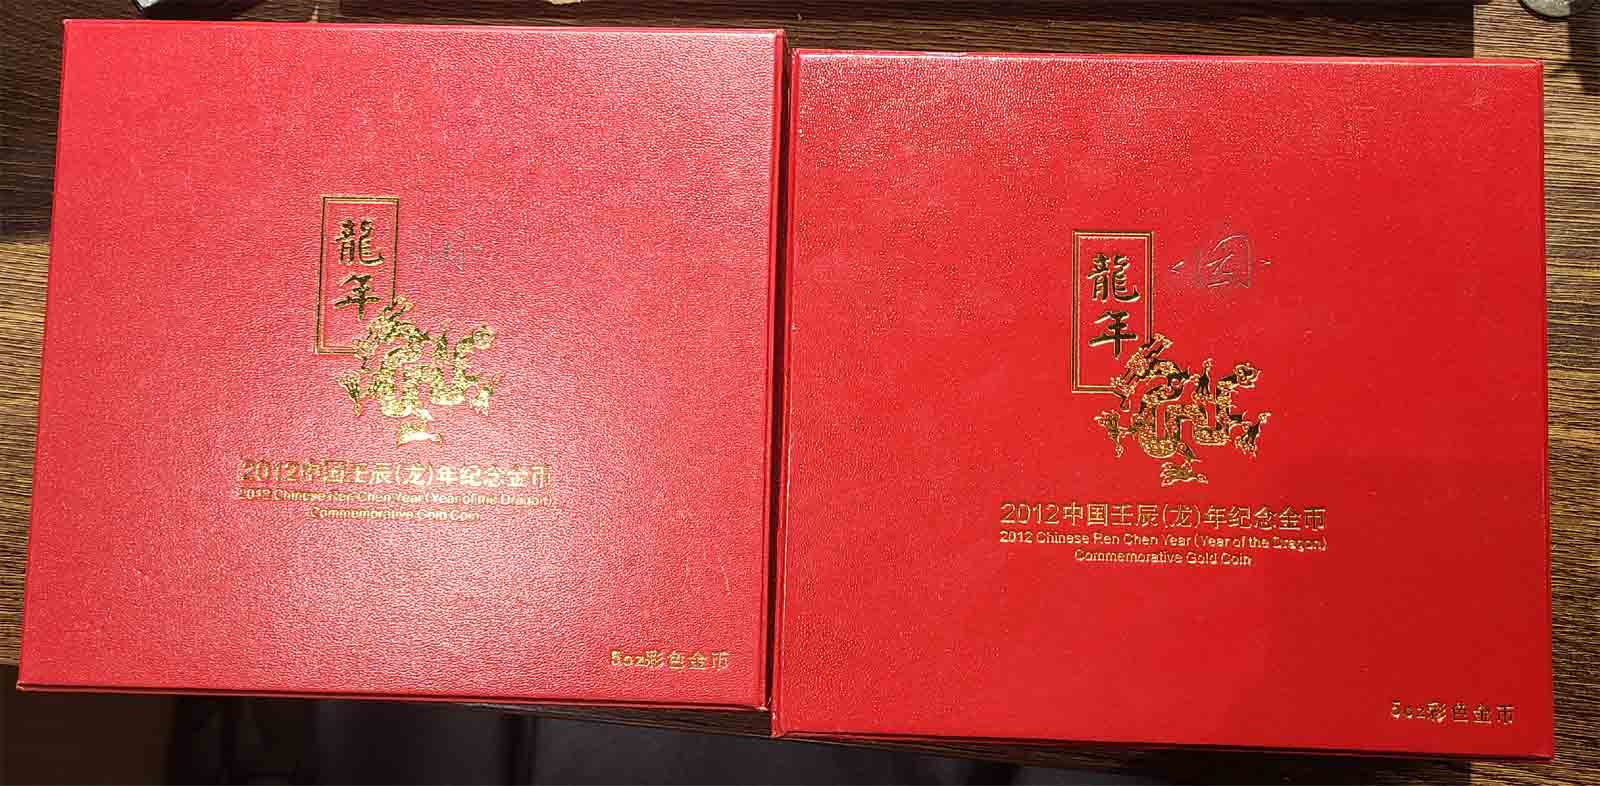 龍年
2012中国壬辰(龙)年纪念金币
2012 Chinese Ren Chen Year (Year of the Dragon)
Commemorative Gold Coin
5oz彩色金币
龍年
2012中国壬辰(龙)年纪念金币
2012 Chinese Ren Chen Year (Year of the Dragon)
Commemorative Gold Coin
5oz彩色金币